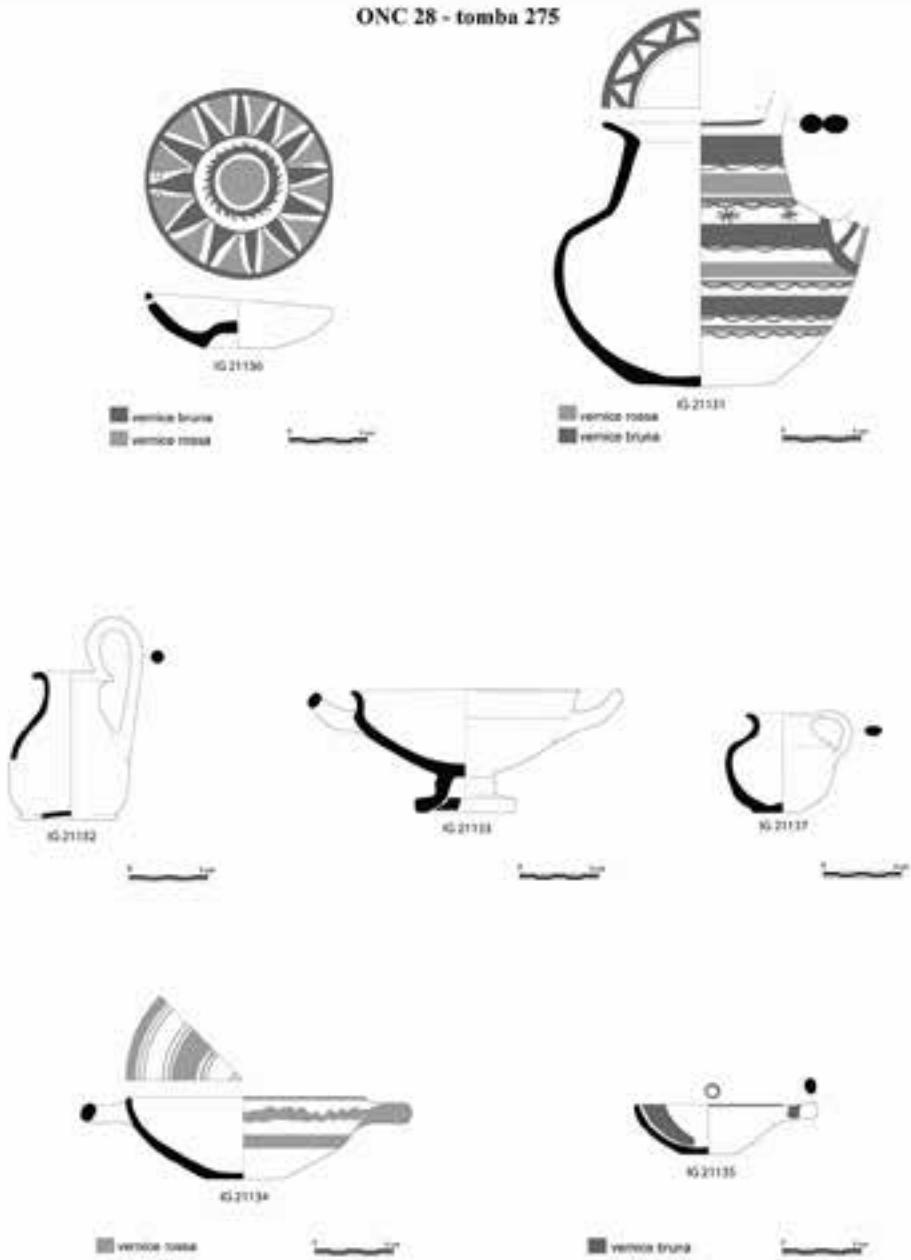 ONC 28 - tomba 275
IG 21136
vernice bruna
vernice rossa
IG 21131
vernice rossa
vernice bruna
IG 21132
IG 21133
IG 21137
IG 21134
vernice rossa
IG 21135
vernice bruna